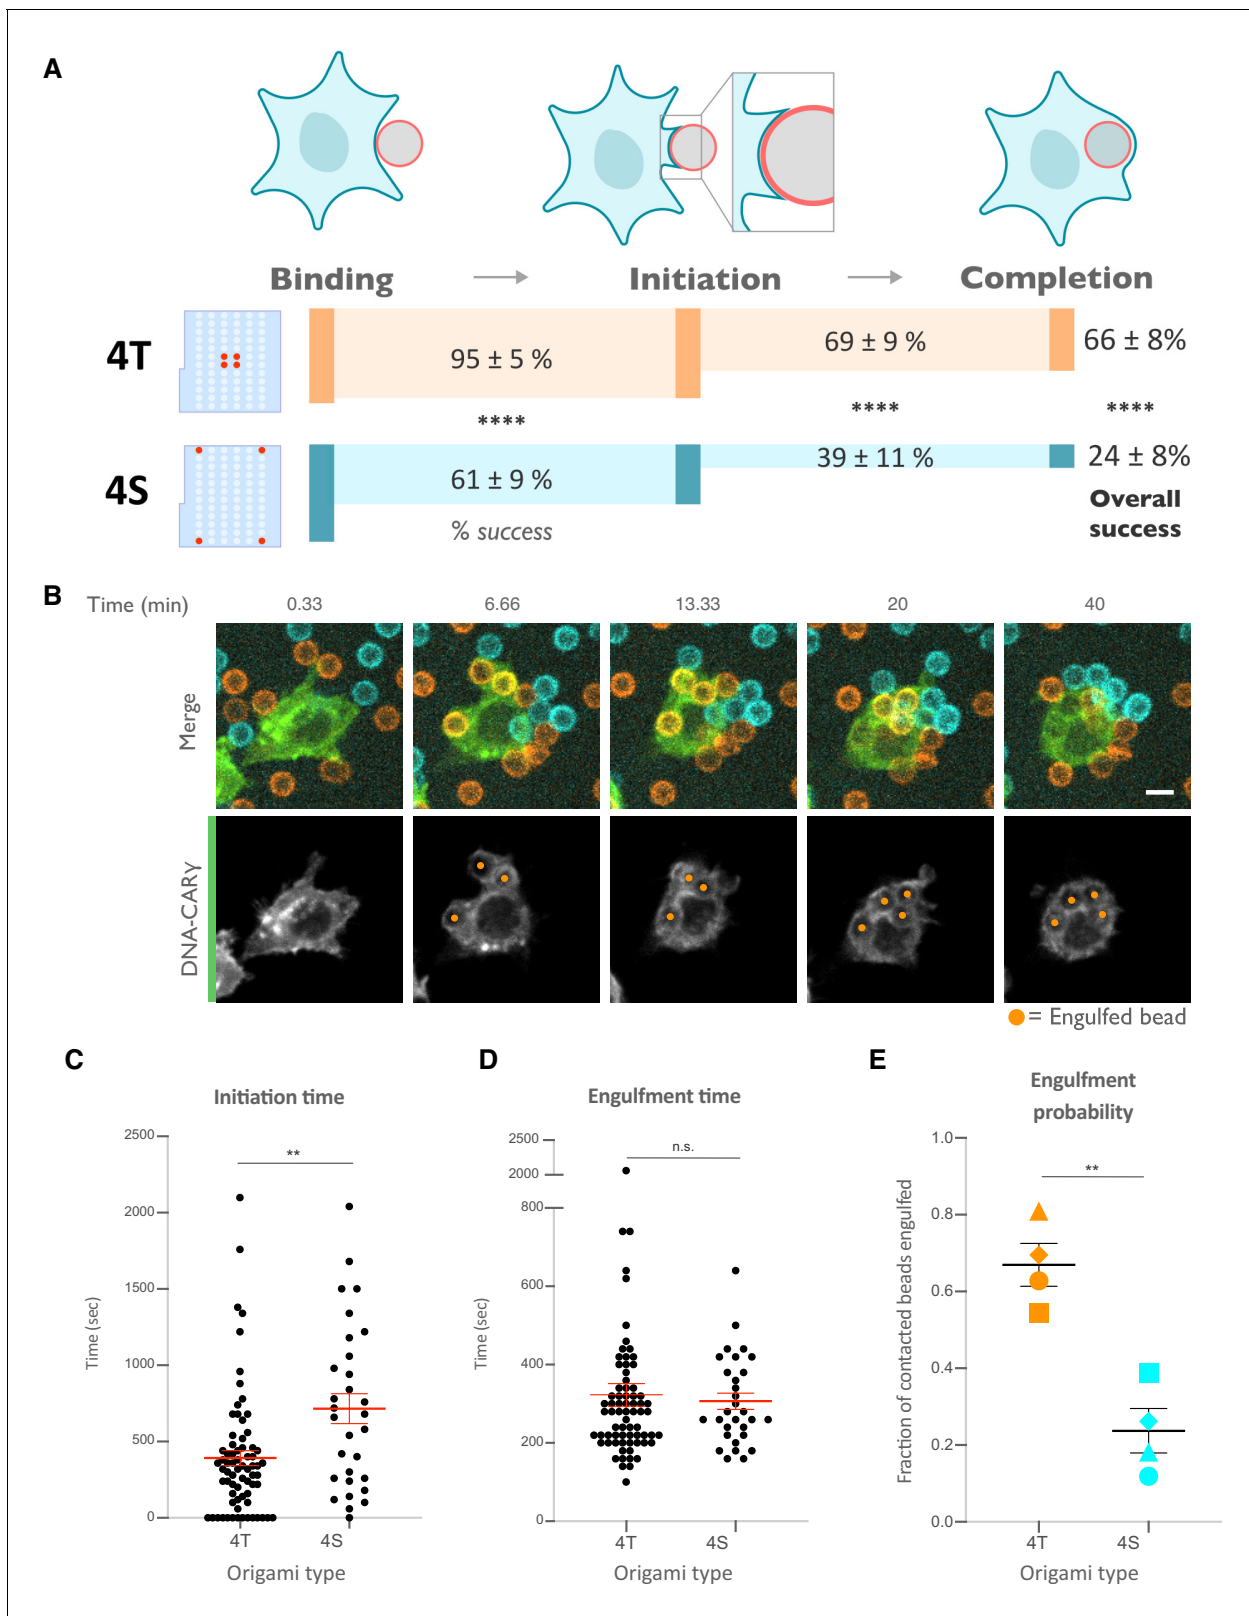 A
Binding → Initiation → Completion
4T
95 ± 5 %
69 ± 9 %
66 ± 8%
****
****
****
4S
61 ± 9 %
39 ± 11 %
24 ± 8%
% success
Overall
success
B
Time (min)
0.33
6.66
13.33
20
40
Merge
DNA-CARγ
= Engulfed bead
C
Initiation time
**
Time (sec)
2500
2000
1500
1000
500
0
4T
4S
Origami type
D
Engulfment time
n.s.
Time (sec)
2500
2000
800
600
400
200
0
4T
4S
Origami type
E
Engulfment
probability
**
Fraction of contacted beads engulfed
1.0
0.8
0.6
0.4
0.2
0.0
4T
4S
Origami type